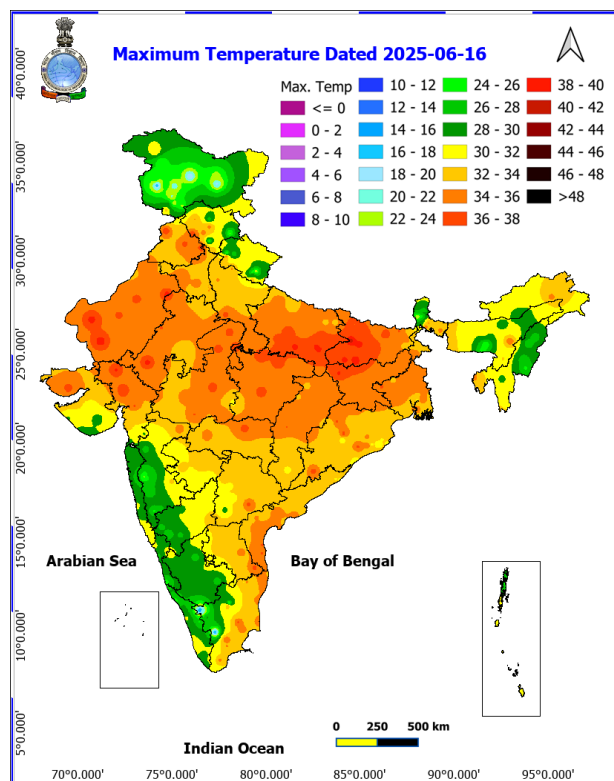 Maximum Temperature Dated 2025-06-16
Max. Temp
<= 0
0 - 2
2 - 4
4 - 6
6 - 8
8 - 10
10 - 12
12 - 14
14 - 16
16 - 18
18 - 20
20 - 22
22 - 24
24 - 26
26 - 28
28 - 30
30 - 32
32 - 34
34 - 36
36 - 38
38 - 40
40 - 42
42 - 44
44 - 46
46 - 48
>48
40°0.000'
35°0.000'
30°0.000'
25°0.000'
20°0.000'
15°0.000'
10°0.000'
5°0.000'
Arabian Sea
Bay of Bengal
Indian Ocean
0 250 500 km
70°0.000' 75°0.000' 80°0.000' 85°0.000' 90°0.000' 95°0.000'